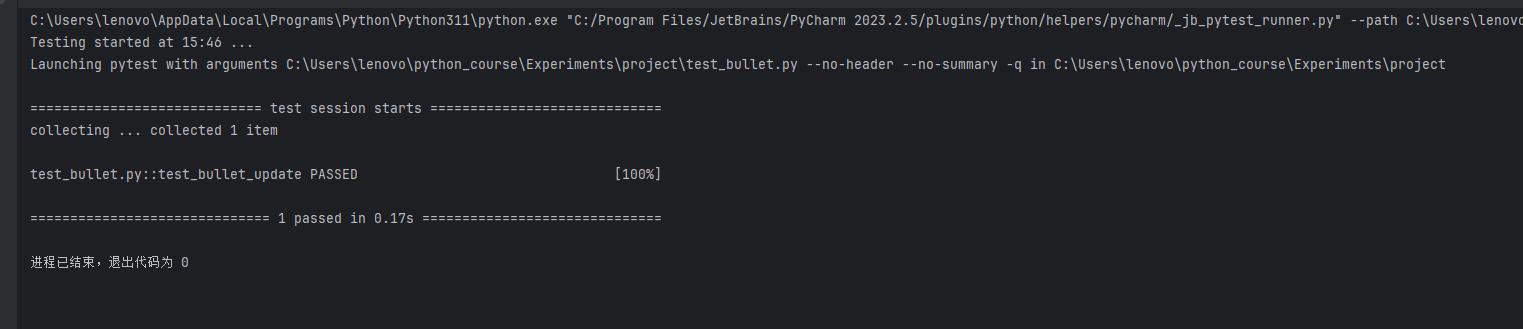 C:\Users\lenovo\AppData\Local\Programs\Python\Python311\python.exe "C:/Program Files/JetBrains/PyCharm 2023.2.5/plugins/python/helpers/pycharm/_jb_pytest_runner.py" --path C:\Users\lenovo
Testing started at 15:46 ...
Launching pytest with arguments C:\Users\lenovo\python_course\Experiments\project\test_bullet.py --no-header --no-summary -q in C:\Users\lenovo\python_course\Experiments\project
============================= test session starts =============================
collecting ... collected 1 item
test_bullet.py::test_bullet_update PASSED [100%]
============================== 1 passed in 0.17s ==============================
进程已结束，退出代码为 0